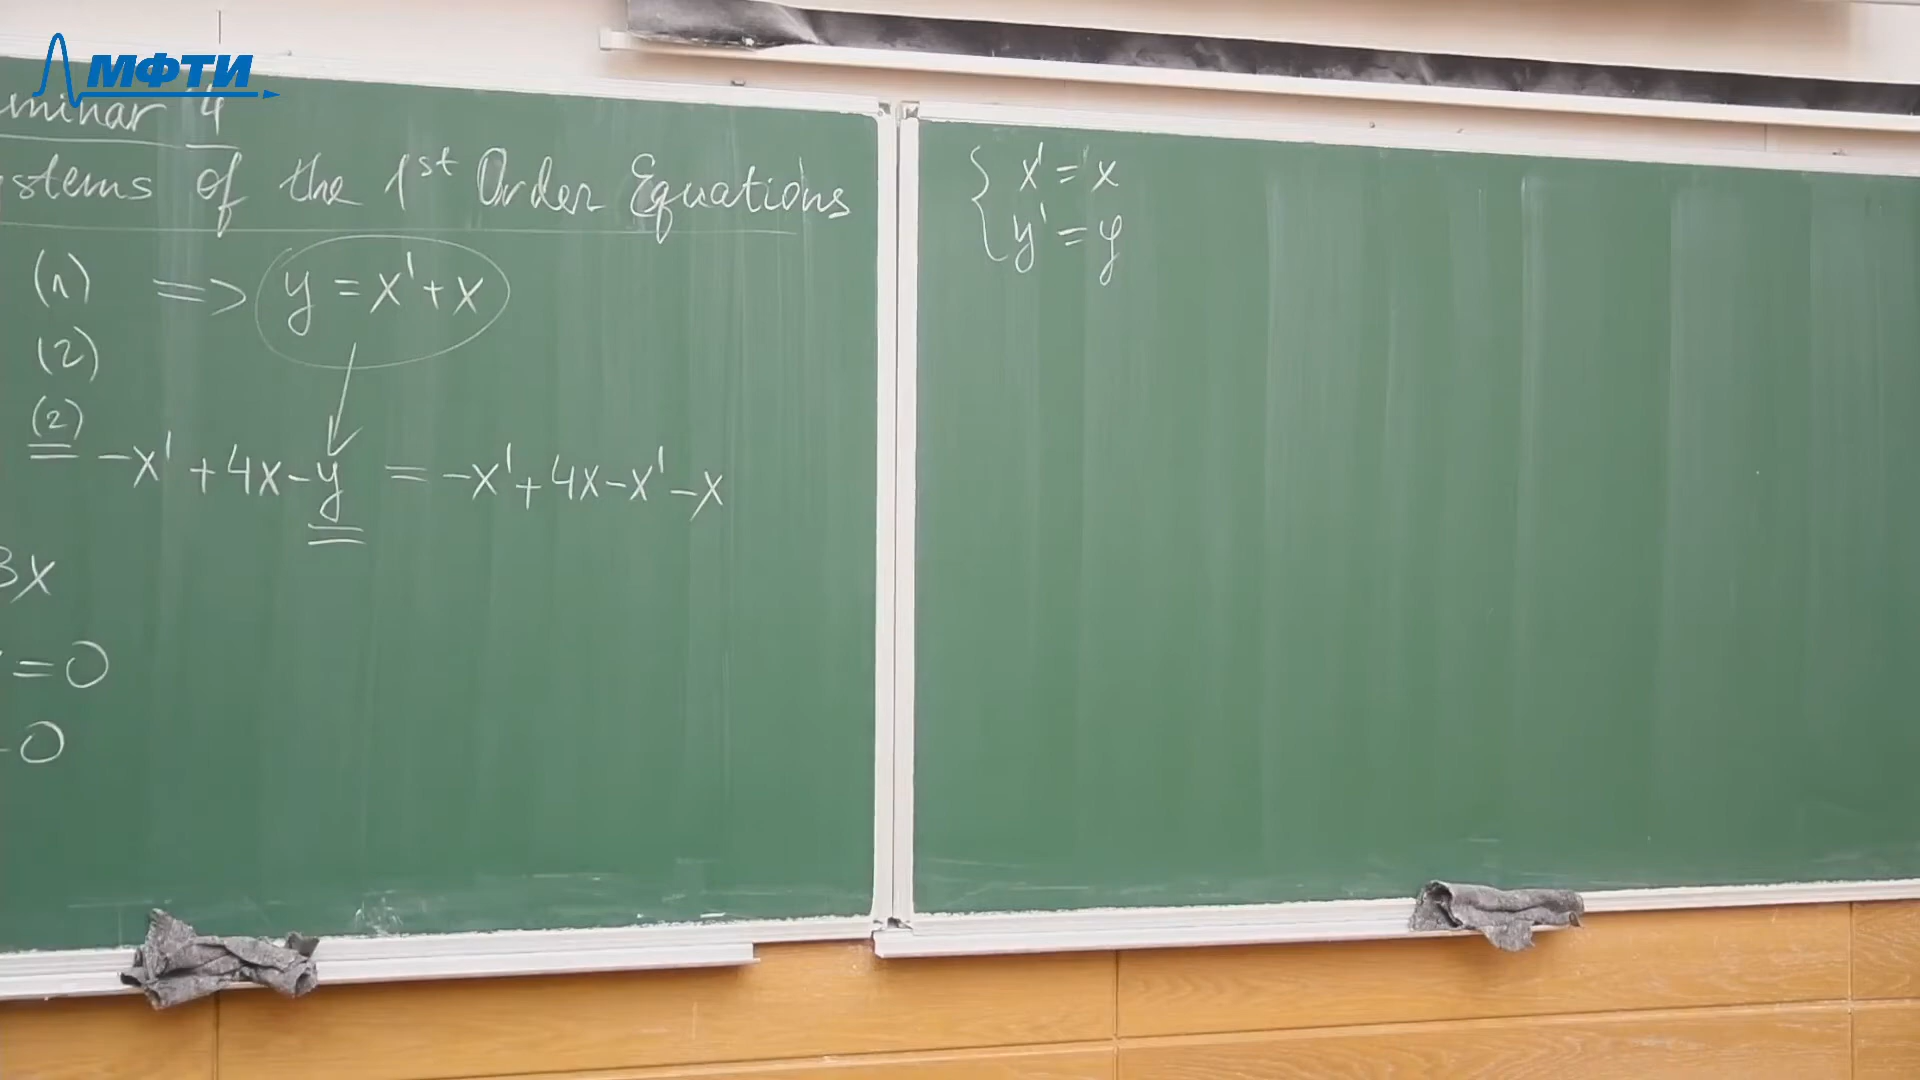 МФТИ
minar 4
stems of the 1st Order Equations
(1) => y = x' + x
(2)
(2) -x' + 4x - y = -x' + 4x - x' - x
3x
= 0
0
x' = x
y' = y